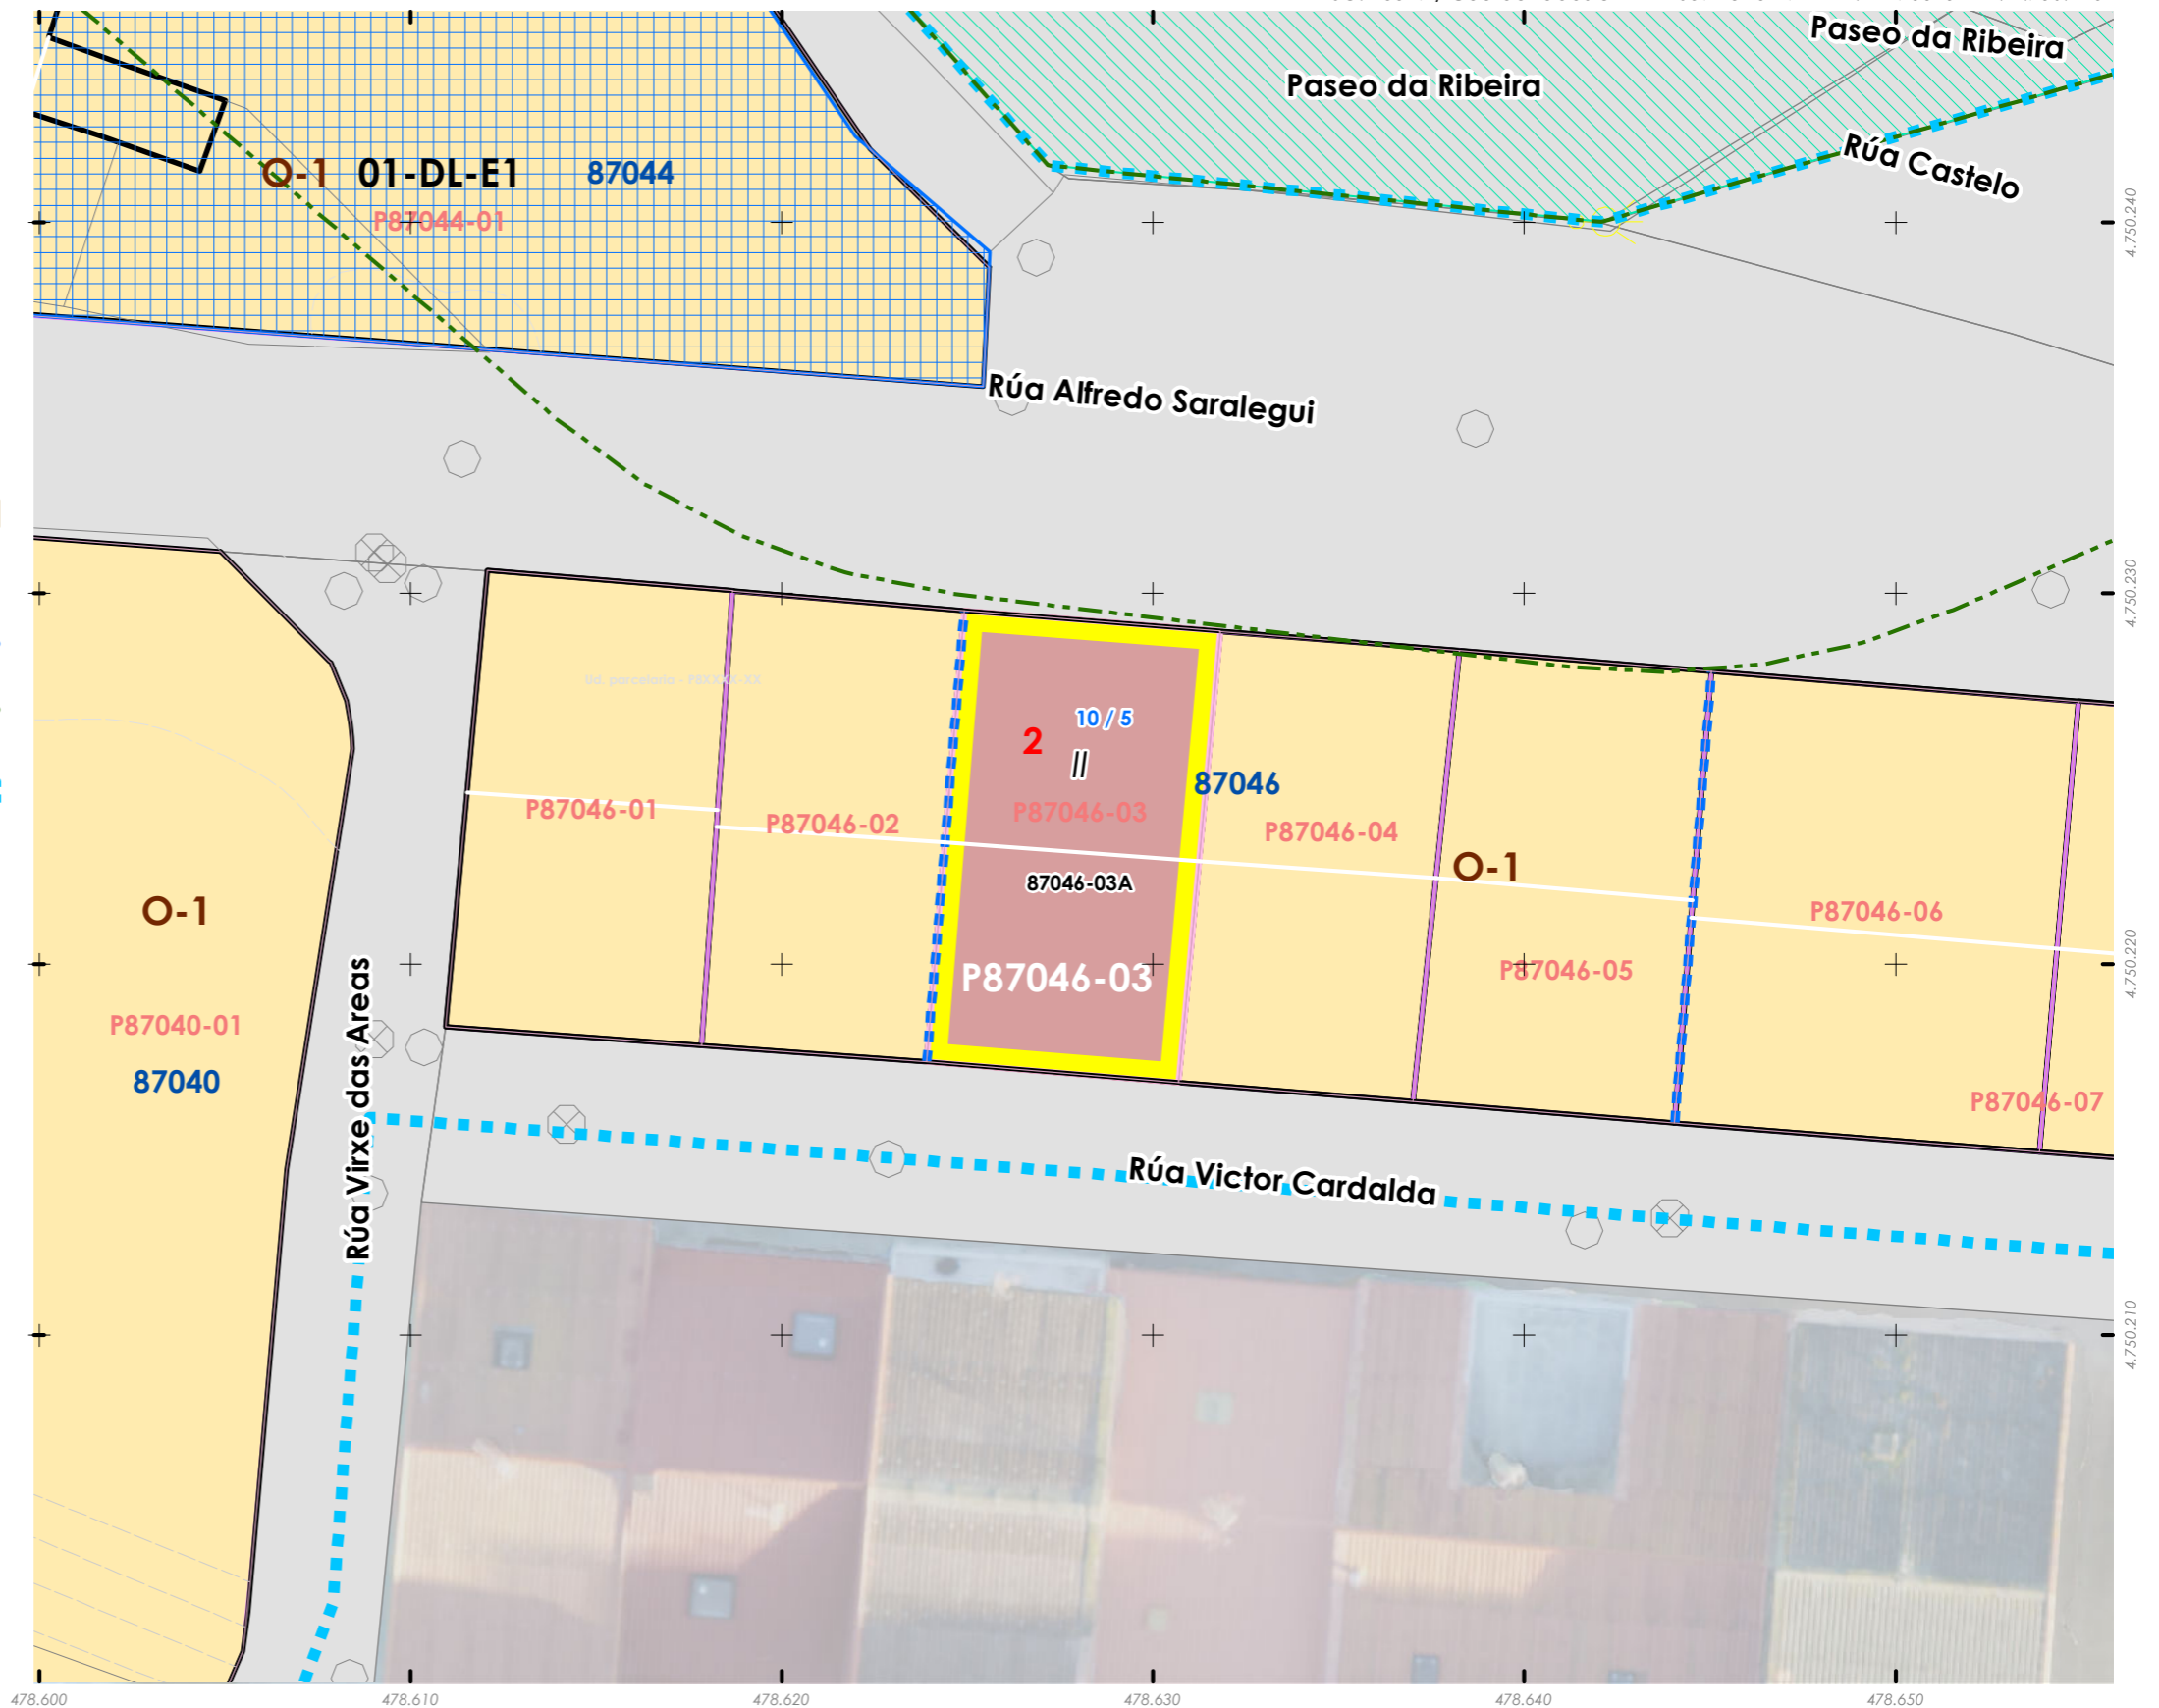 Paseo da Ribeira
Paseo da Ribeira
Rúa Castelo
O-1 01-DL-E1 87044
P87044-01
4.750.240
Rúa Alfredo Saralegui
4.750.230
Ud. parcelaria - P8XXXX-XX
10 / 5
2
II
87046
P87046-01
P87046-02
P87046-03
P87046-04
O-1
87046-03A
O-1
P87046-06
P87046-03
P87046-05
4.750.220
P87040-01
87040
Rúa Virxe das Areas
P87046-07
Rúa Victor Cardalda
4.750.210
478.600
478.610
478.620
478.630
478.640
478.650